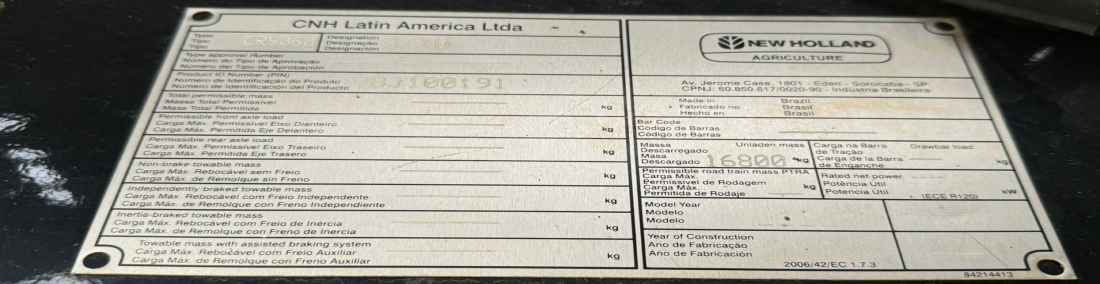 CNH Latin America Ltda
Type
Tipo
Tipo
Designation
Designação
Designación
Type approval Number
Número do Tipo de Aprovação
Número del Tipo de Aprobación
Product ID Number (PIN)
Número de Identificação do Produto
Número de Identificación del Producto
Total permissible mass
Massa Total Permissível
Masa Total Permitida
kg
Permissible front axle load
Carga Máx. Permissível Eixo Dianteiro
Carga Máx. Permitida Eje Delantero
kg
Permissible rear axle load
Carga Máx. Permissível Eixo Traseiro
Carga Máx. Permitida Eje Trasero
kg
Non-brake towable mass
Carga Máx. Rebocável sem Freio
Carga Máx. de Remolque sin Freno
kg
Independently braked towable mass
Carga Máx. Rebocável com Freio Independente
Carga Máx. de Remolque con Freno Independiente
kg
Inertia-braked towable mass
Carga Máx. Rebocável com Freio de Inércia
Carga Máx. de Remolque con Freno de Inercia
kg
Towable mass with assisted braking system
Carga Máx. Rebocável com Freio Auxiliar
Carga Máx. de Remolque con Freno Auxiliar
kg
NEW HOLLAND
AGRICULTURE
Av. Jerome Case, 1801 - Eden - Sorocaba - SP
CPNJ: 60.850.617/0020-90 - Indústria Brasileira
Made in Brazil
Fabricado no Brasil
Hecho en Brasil
Bar Code
Código de Barras
Código de Barras
Massa Unladen mass
Descarregado
Masa
Descargado 16800 kg
Carga na Barra Drawbar load
de Tração
Carga de la Barra
de Enganche kg
Permissible road train mass PTRA
Carga Máx.
Permissível de Rodagem
Carga Máx.
Permitida de Rodaje
kg
Rated net power
Potência Útil
Potencia Útil
(ECE R120) kW
Model Year
Modelo
Modelo
Year of Construction
Ano de Fabricação
Ano de Fabricación
2006/42/EC 1.7.3
84214413